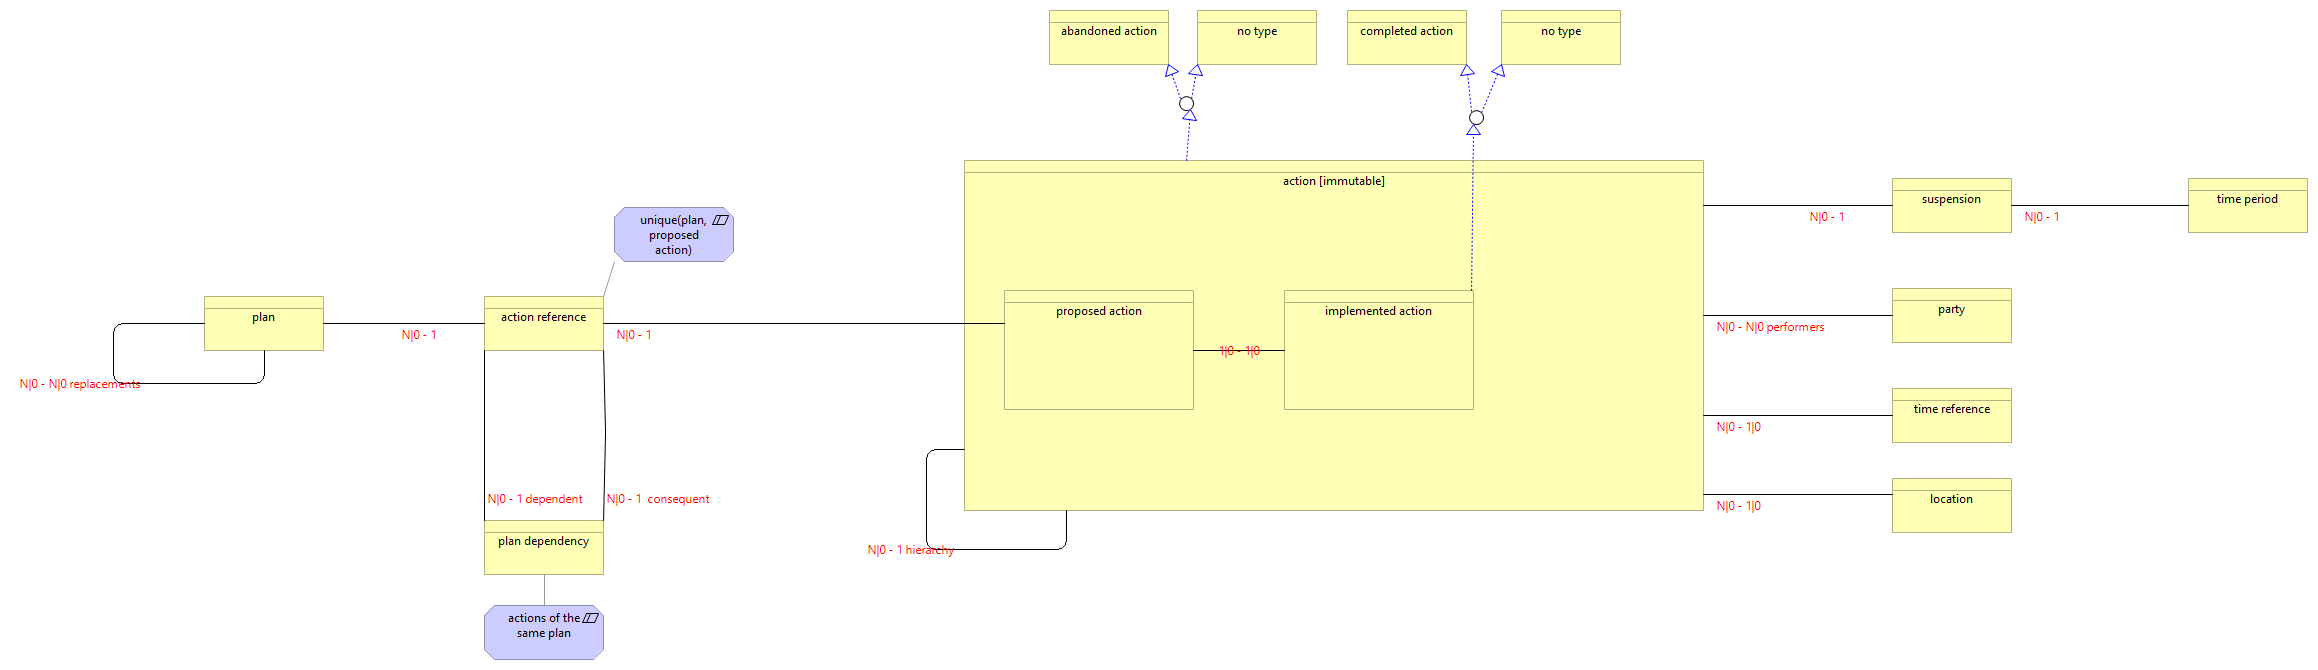 abandoned action
no type
completed action
no type
action [immutable]
suspension
time period
N|0 - 1
N|0 - 1
unique(plan,
proposed
action)
plan
action reference
proposed action
implemented action
party
N|0 - 1
N|0 - 1
N|0 - N|0 performers
1|0 - 1|0
N|0 - N|0 replacements
time reference
N|0 - 1|0
N|0 - 1 dependent
N|0 - 1 consequent
location
N|0 - 1|0
plan dependency
N|0 - 1 hierarchy
actions of the
same plan